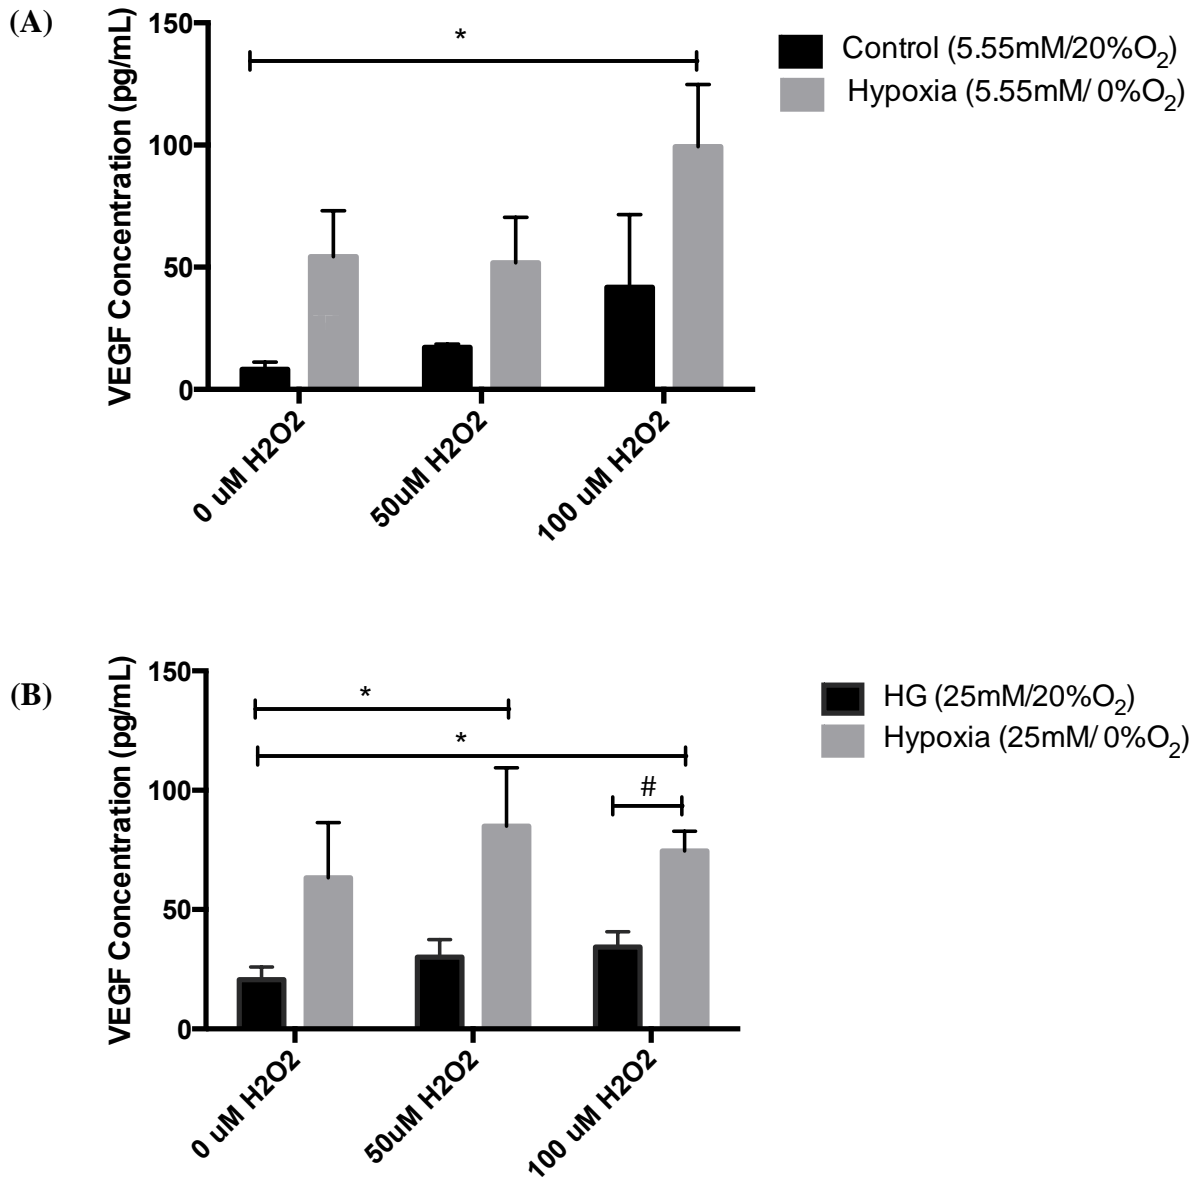 (A)
VEGF Concentration (pg/mL)
150
100
50
0
*
Control (5.55mM/20%O2)
Hypoxia (5.55mM/ 0%O2)
0 uM H2O2
50uM H2O2
100 uM H2O2
(B)
VEGF Concentration (pg/mL)
150
100
50
0
*
*
#
HG (25mM/20%O2)
Hypoxia (25mM/ 0%O2)
0 uM H2O2
50uM H2O2
100 uM H2O2